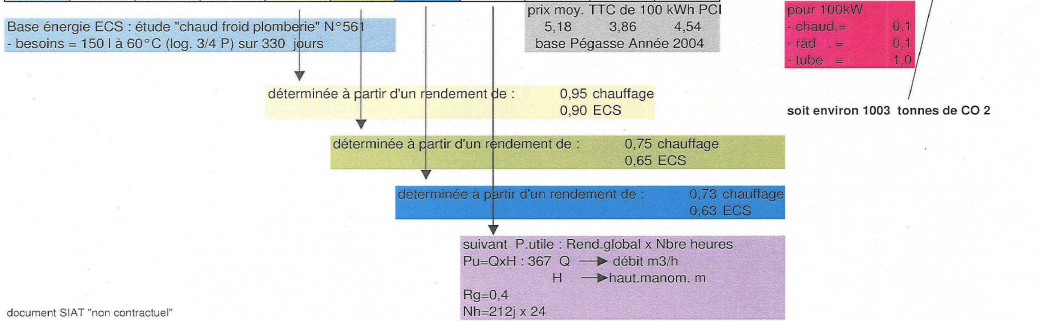 Base énergie ECS : étude "chaud froid plomberie" N°561
- besoins = 150 l à 60°C (log. 3/4 P) sur 330 jours
prix moy. TTC de 100 kWh PCI
5,18 3,86 4,54
base Pégasse Année 2004
pour 100kW
- chaud.= 0,1
- rad . = 0,1
- tube . = 1,0
soit environ 1003 tonnes de CO 2
déterminée à partir d'un rendement de : 0,95 chauffage
0,90 ECS
déterminée à partir d'un rendement de : 0,75 chauffage
0,65 ECS
déterminée à partir d'un rendement de : 0,73 chauffage
0,63 ECS
suivant P.utile : Rend.global x Nbre heures
Pu=QxH : 367 Q débit m3/h
H haut.manom. m
Rg=0,4
Nh=212j x 24
document SIAT "non contractuel"